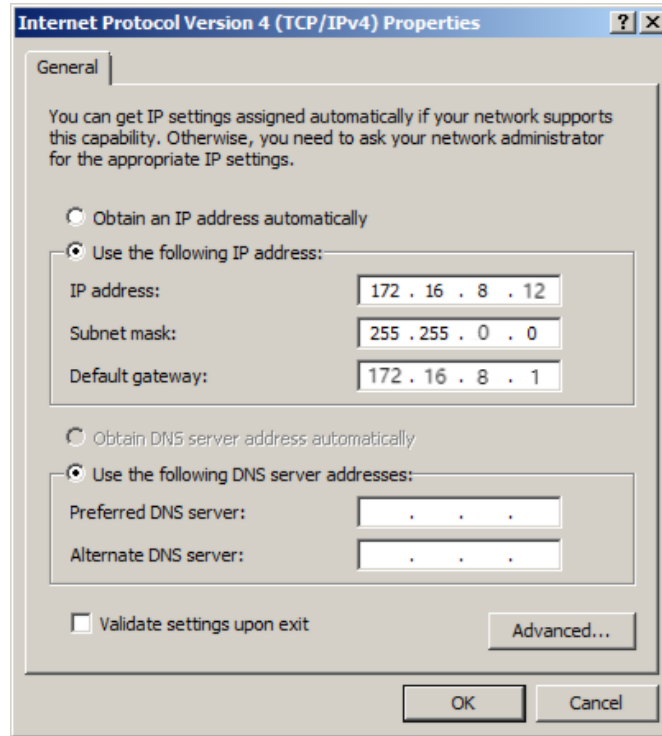 Internet Protocol Version 4 (TCP/IPv4) Properties
General
You can get IP settings assigned automatically if your network supports
this capability. Otherwise, you need to ask your network administrator
for the appropriate IP settings.
Obtain an IP address automatically
Use the following IP address:
IP address: 172 . 16 . 8 . 12
Subnet mask: 255 . 255 . 0 . 0
Default gateway: 172 . 16 . 8 . 1
Obtain DNS server address automatically
Use the following DNS server addresses:
Preferred DNS server: . . .
Alternate DNS server: . . .
Validate settings upon exit
Advanced...
OK Cancel